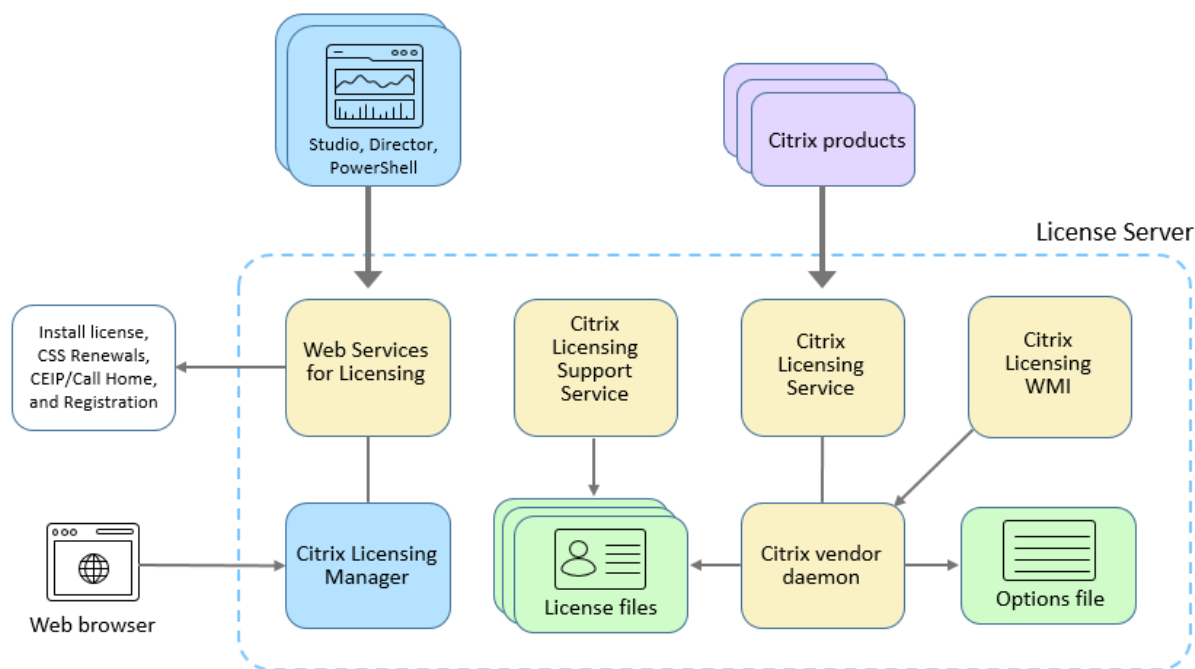 Studio, Director,
PowerShell
Citrix products
License Server
Install license,
CSS Renewals,
CEIP/Call Home,
and Registration
Web Services
for Licensing
Citrix
Licensing
Support
Service
Citrix
Licensing
Service
Citrix
Licensing
WMI
Web browser
Citrix Licensing
Manager
License files
Citrix vendor
daemon
Options file